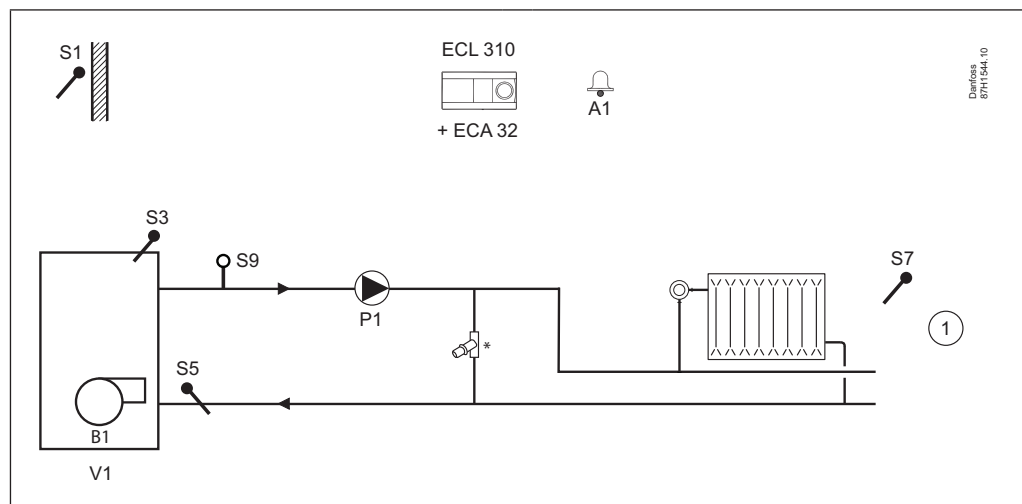 S1
ECL 310
+ ECA 32
A1
Danfoss
87H1544.10
S3
S9
P1
*
S7
1
S5
B1
V1